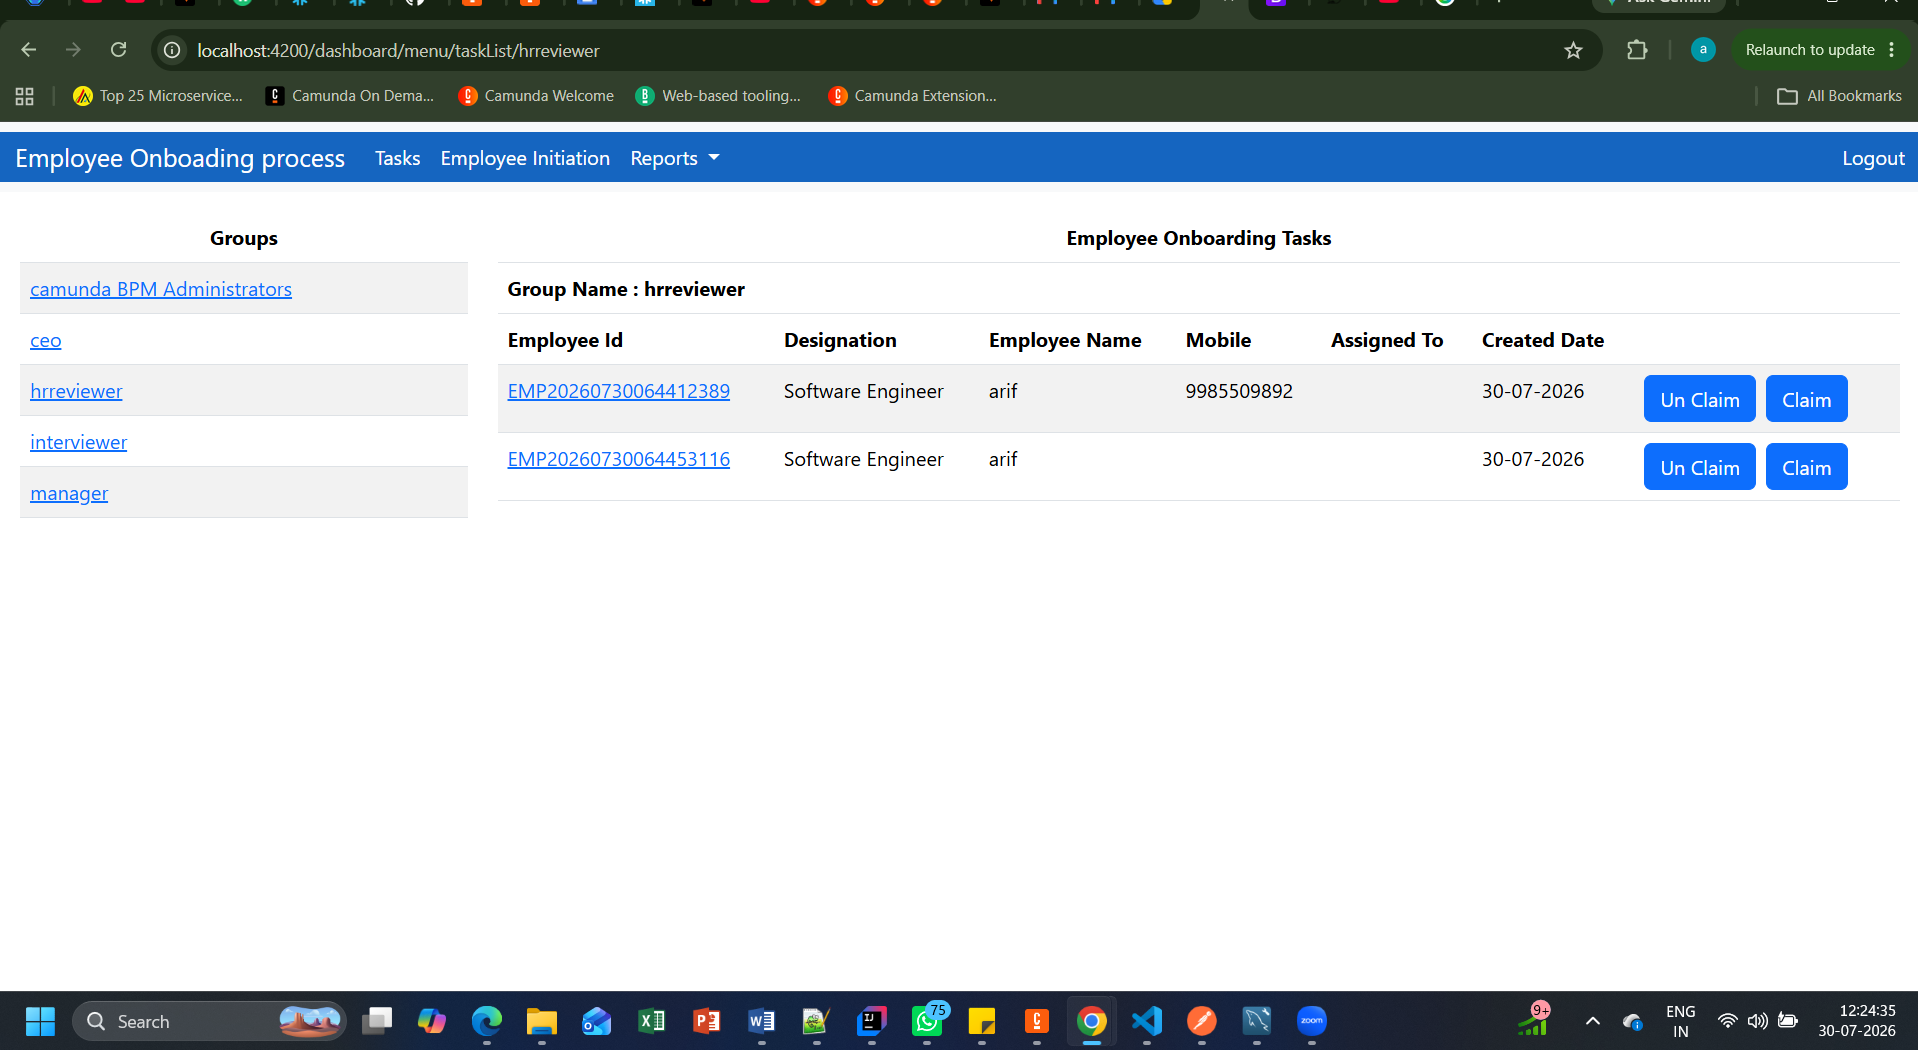 localhost:4200/dashboard/menu/taskList/hrreviewer
a
Relaunch to update
Top 25 Microservice...
Camunda On Dema...
Camunda Welcome
Web-based tooling...
Camunda Extension...
All Bookmarks
Employee Onboading process
Tasks
Employee Initiation
Reports
Logout
Groups
camunda BPM Administrators
ceo
hrreviewer
interviewer
manager
Employee Onboarding Tasks
Group Name : hrreviewer
Employee Id Designation Employee Name Mobile Assigned To Created Date
EMP20260730064412389 Software Engineer arif 9985509892 30-07-2026 Un Claim Claim
EMP20260730064453116 Software Engineer arif 30-07-2026 Un Claim Claim
Search
75
zoom
9+
ENG
IN
12:24:35
30-07-2026